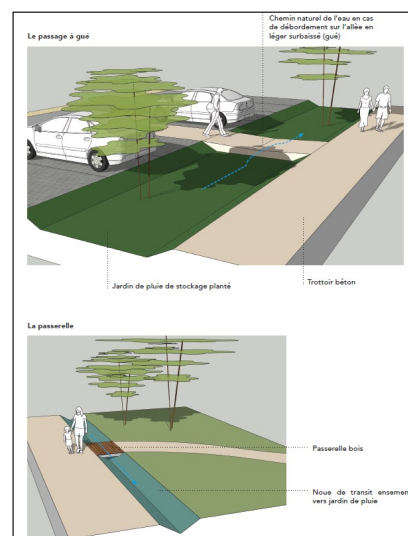 Chemin naturel de l'eau en cas
de débordement sur l'allée en
léger surbaissé (gué)
Le passage à gué
Jardin de pluie de stockage planté
Trottoir béton
La passerelle
Passerelle bois
Noue de transit ensemen
vers jardin de pluie